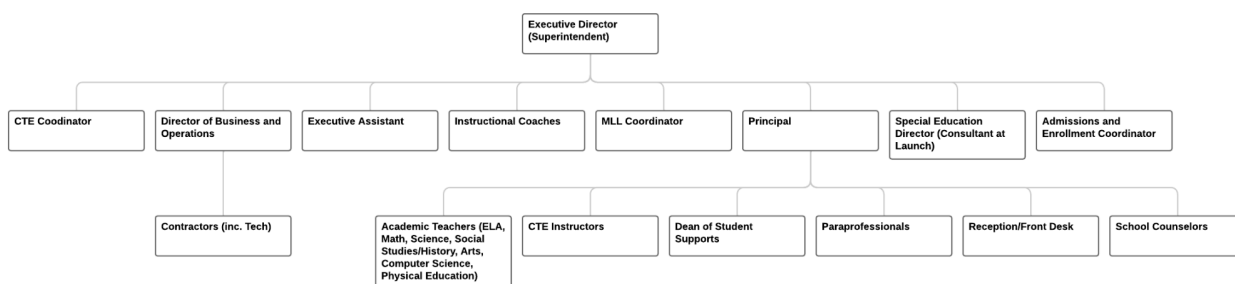 Executive Director
(Superintendent)
CTE Coodinator
Director of Business and
Operations
Executive Assistant
Instructional Coaches
MLL Coordinator
Principal
Special Education
Director (Consultant at
Launch)
Admissions and
Enrollment Coordinator
Contractors (inc. Tech)
Academic Teachers (ELA,
Math, Science, Social
Studies/History, Arts,
Computer Science,
Physical Education)
CTE Instructors
Dean of Student
Supports
Paraprofessionals
Reception/Front Desk
School Counselors